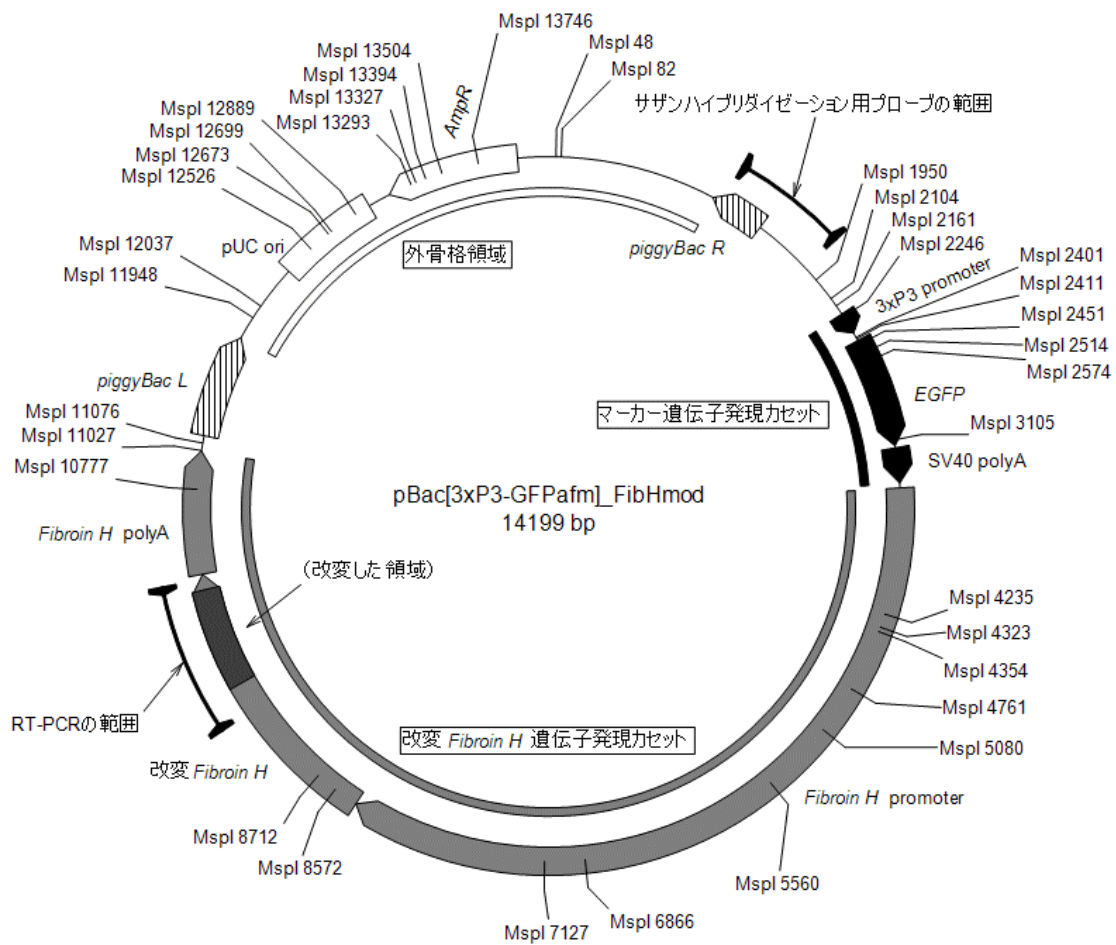 MspI 13746
MspI 48
MspI 82
MspI 13504
MspI 13394
MspI 13327
MspI 13293
AmpR
MspI 12889
MspI 12699
MspI 12673
MspI 12526
サザンハイブリダイゼーション用プローブの範囲
MspI 1950
MspI 2104
MspI 2161
MspI 2246
3xP3 promoter
MspI 2401
MspI 2411
MspI 2451
MspI 2514
MspI 2574
MspI 12037
MspI 11948
pUC ori
外骨格領域
piggyBac R
piggyBac L
マーカー遺伝子発現カセット
EGFP
MspI 3105
SV40 polyA
MspI 11076
MspI 11027
MspI 10777
pBac[3xP3-GFPafm]_FibHmod
14199 bp
Fibroin H polyA
(改変した領域)
MspI 4235
MspI 4323
MspI 4354
MspI 4761
MspI 5080
RT-PCRの範囲
改変 Fibroin H 遺伝子発現カセット
改変 Fibroin H
Fibroin H promoter
MspI 8712
MspI 8572
MspI 5560
MspI 6866
MspI 7127